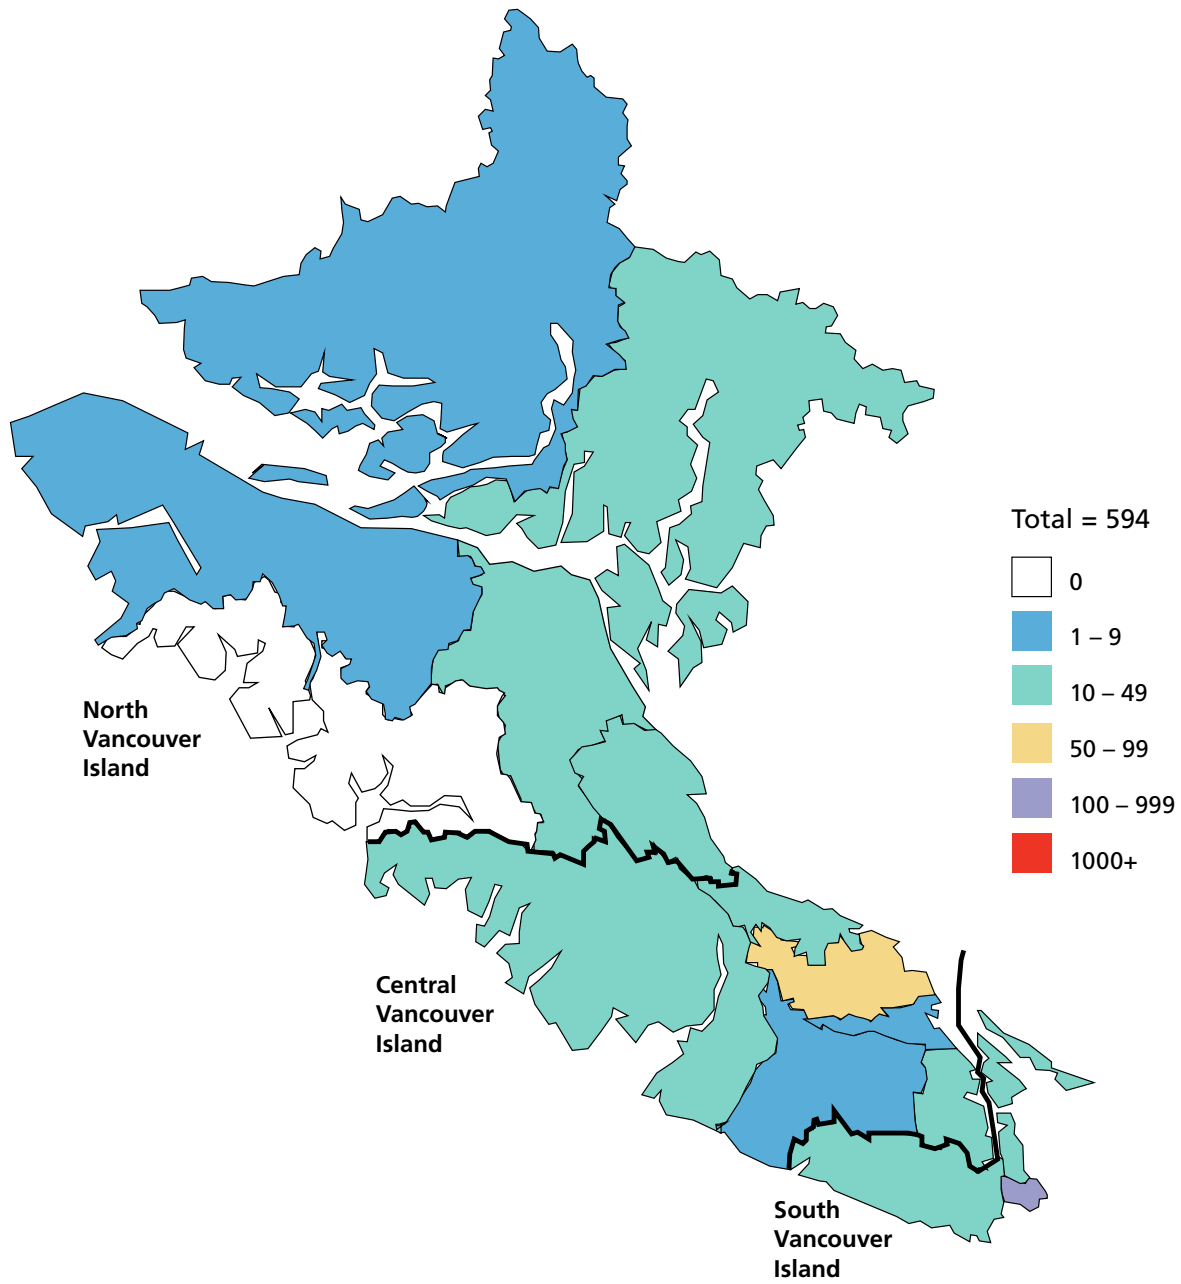 Total = 594
0
1 – 9
10 – 49
50 – 99
100 – 999
1000+
North
Vancouver
Island
Central
Vancouver
Island
South
Vancouver
Island